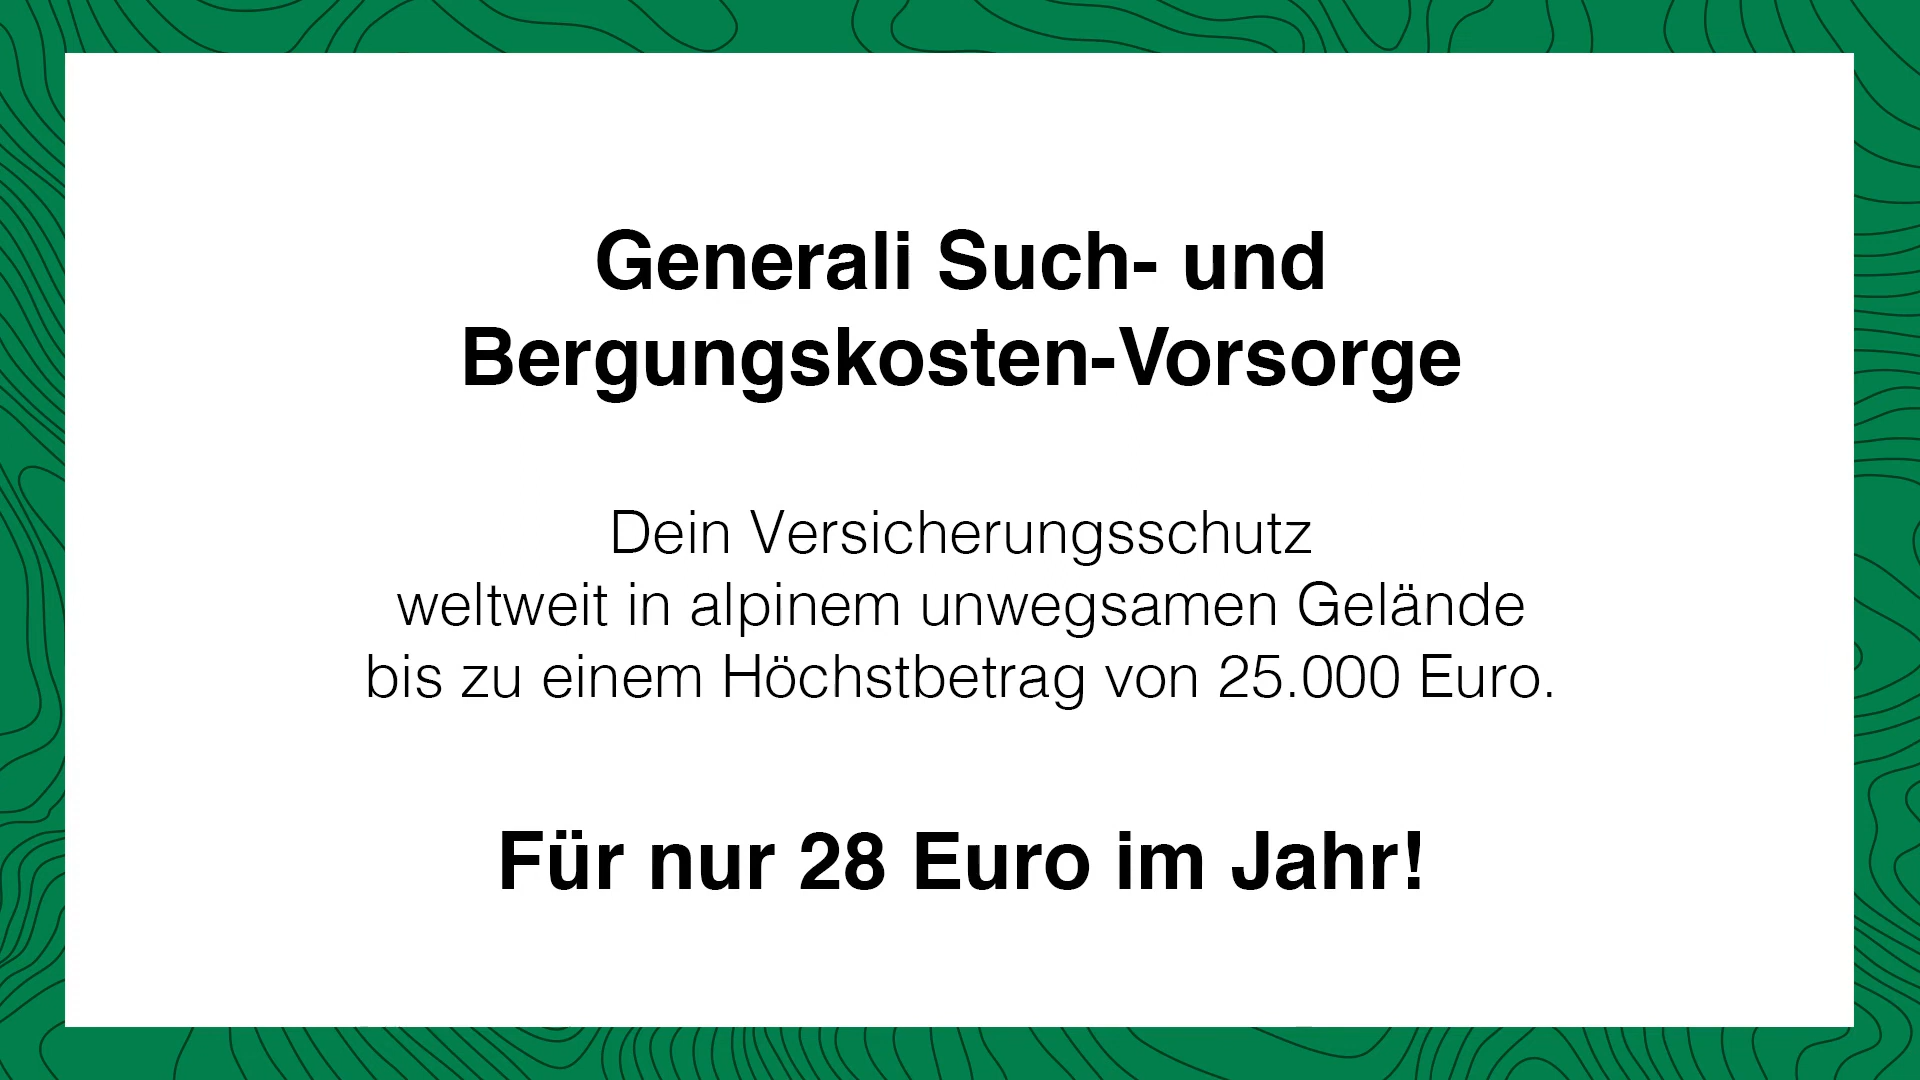 Generali Such- und
Bergungskosten-Vorsorge
Dein Versicherungsschutz
weltweit in alpinem unwegsamen Gelände
bis zu einem Höchstbetrag von 25.000 Euro.
Für nur 28 Euro im Jahr!